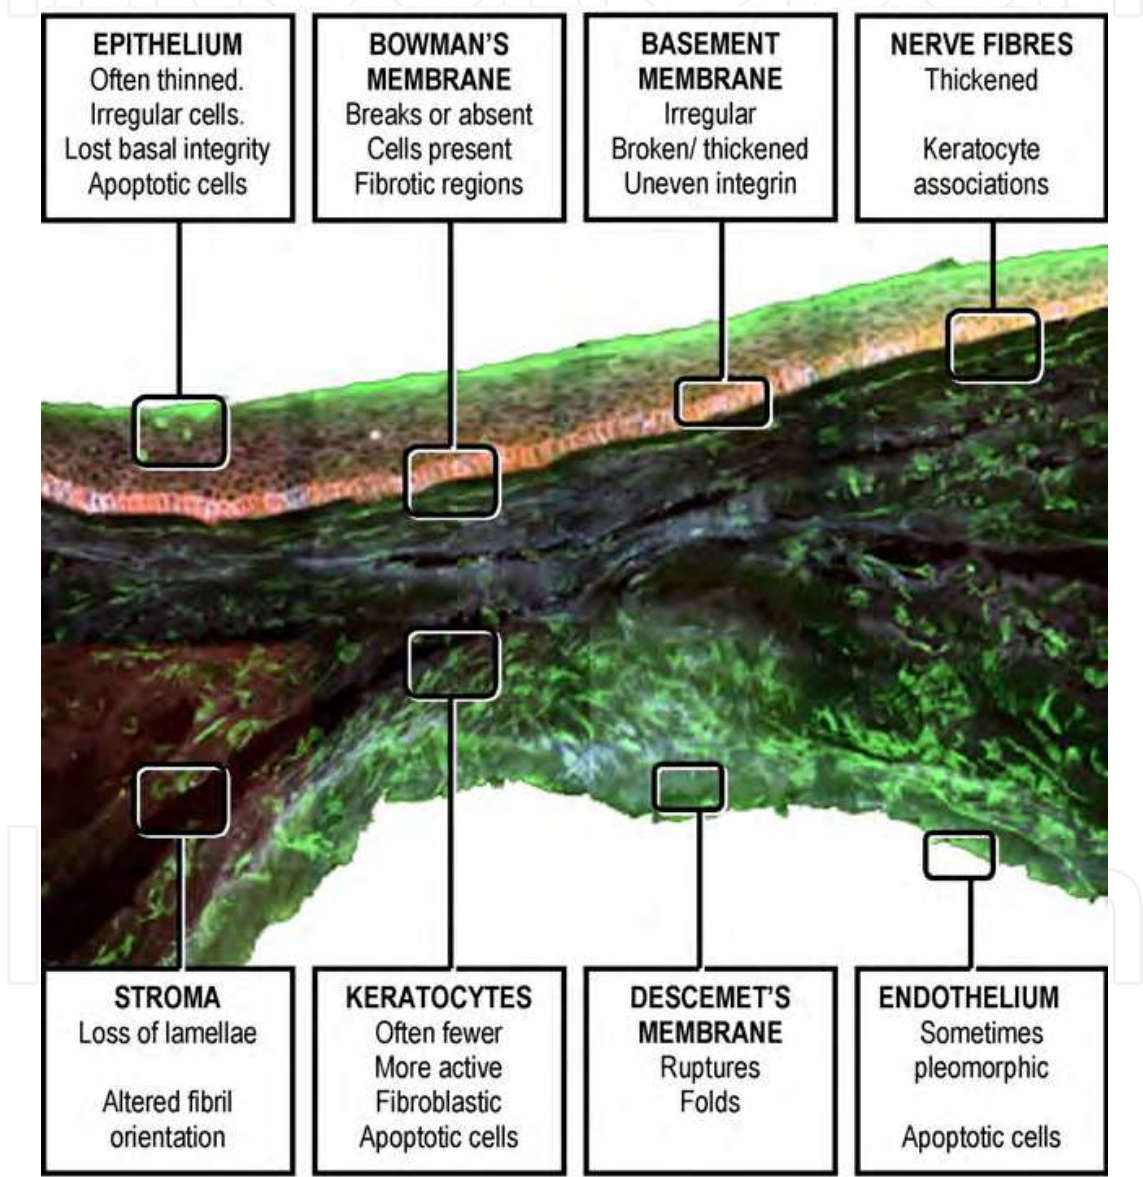 EPITHELIUM
Often thinned.
Irregular cells.
Lost basal integrity
Apoptotic cells
BOWMAN'S
MEMBRANE
Breaks or absent
Cells present
Fibrotic regions
BASEMENT
MEMBRANE
Irregular
Broken/ thickened
Uneven integrin
NERVE FIBRES
Thickened
Keratocyte
associations
STROMA
Loss of lamellae
Altered fibril
orientation
KERATOCYTES
Often fewer
More active
Fibroblastic
Apoptotic cells
DESCEMET'S
MEMBRANE
Ruptures
Folds
ENDOTHELIUM
Sometimes
pleomorphic
Apoptotic cells